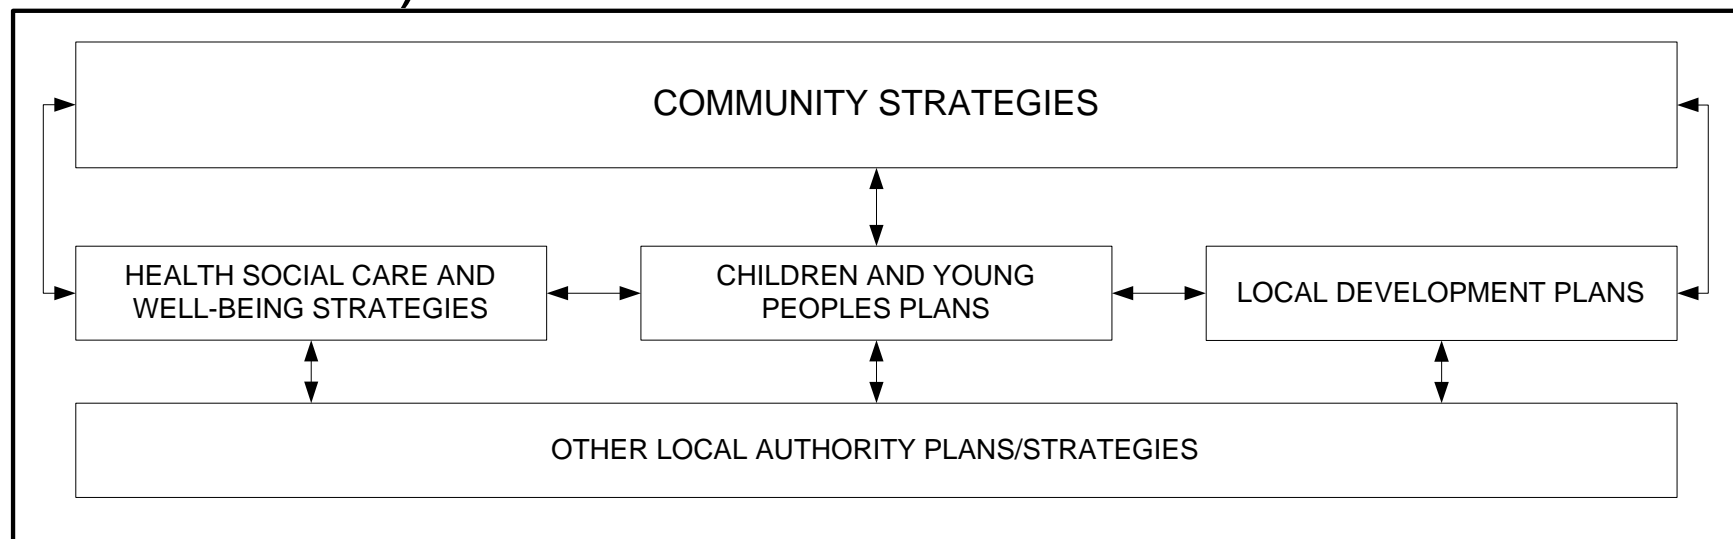 COMMUNITY STRATEGIES
HEALTH SOCIAL CARE AND
WELL-BEING STRATEGIES
CHILDREN AND YOUNG
PEOPLES PLANS
LOCAL DEVELOPMENT PLANS
OTHER LOCAL AUTHORITY PLANS/STRATEGIES